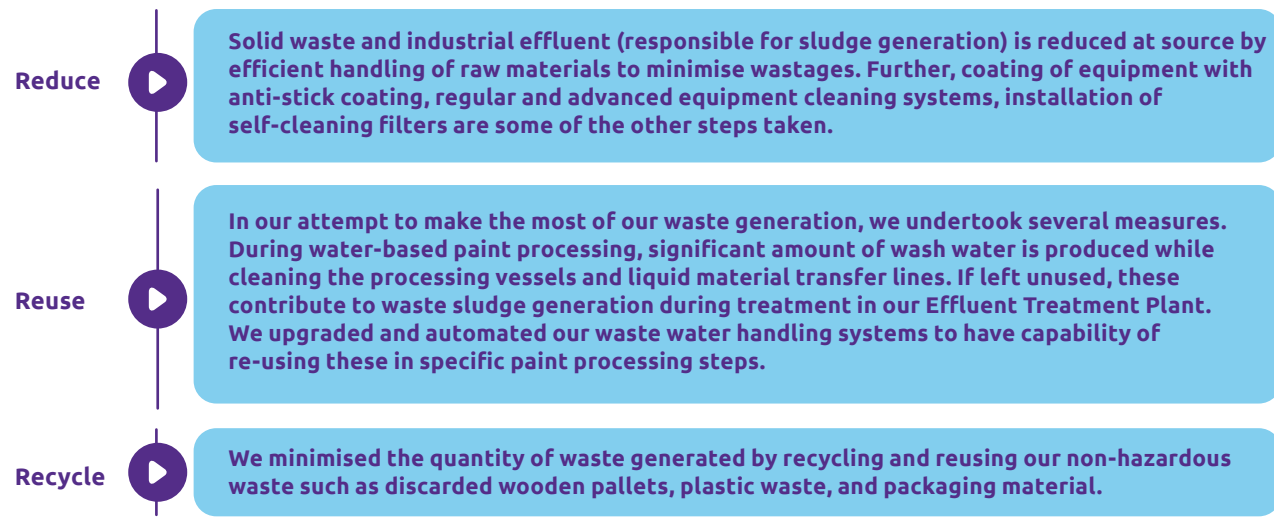 Reduce
Solid waste and industrial effluent (responsible for sludge generation) is reduced at source by
efficient handling of raw materials to minimise wastages. Further, coating of equipment with
anti-stick coating, regular and advanced equipment cleaning systems, installation of
self-cleaning filters are some of the other steps taken.
Reuse
In our attempt to make the most of our waste generation, we undertook several measures.
During water-based paint processing, significant amount of wash water is produced while
cleaning the processing vessels and liquid material transfer lines. If left unused, these
contribute to waste sludge generation during treatment in our Effluent Treatment Plant.
We upgraded and automated our waste water handling systems to have capability of
re-using these in specific paint processing steps.
Recycle
We minimised the quantity of waste generated by recycling and reusing our non-hazardous
waste such as discarded wooden pallets, plastic waste, and packaging material.